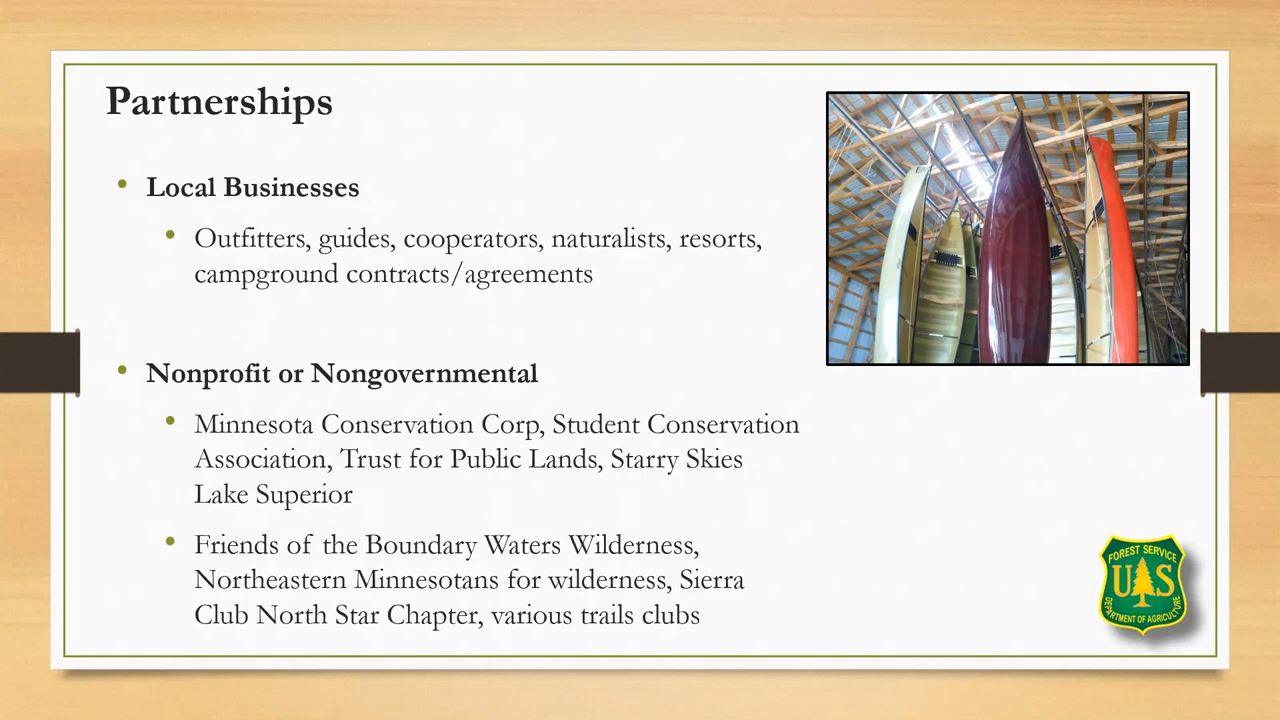 Partnerships
Local Businesses
Outfitters, guides, cooperators, naturalists, resorts,
campground contracts/agreements
Nonprofit or Nongovernmental
Minnesota Conservation Corp, Student Conservation
Association, Trust for Public Lands, Starry Skies
Lake Superior
Friends of the Boundary Waters Wilderness,
Northeastern Minnesotans for wilderness, Sierra
Club North Star Chapter, various trails clubs
FOREST SERVICE
U S
DEPARTMENT OF AGRICULTURE